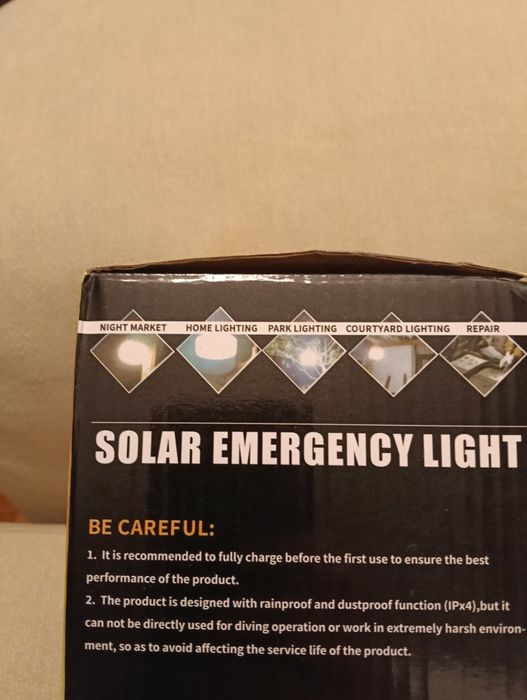 NIGHT MARKET HOME LIGHTING PARK LIGHTING COURTYARD LIGHTING REPAIR
SOLAR EMERGENCY LIGHT
BE CAREFUL:
1. It is recommended to fully charge before the first use to ensure the best
performance of the product.
2. The product is designed with rainproof and dustproof function (IPx4),but it
can not be directly used for diving operation or work in extremely harsh environ-
ment, so as to avoid affecting the service life of the product.